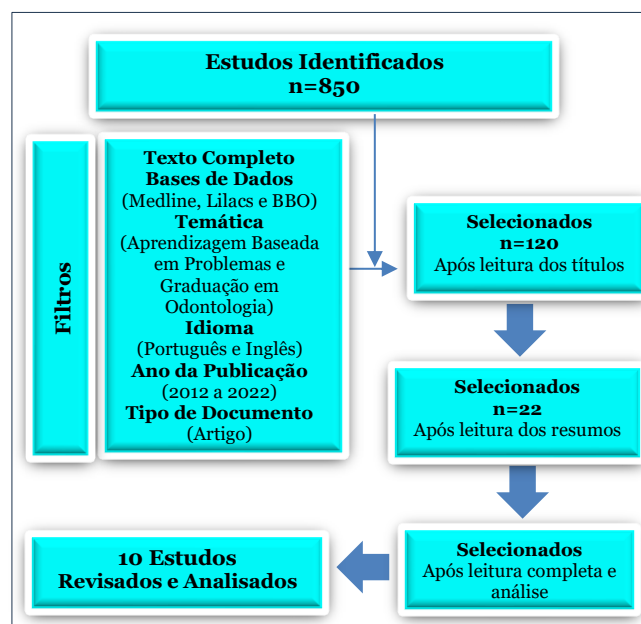 Estudos Identificados
n=850
Filtros
Texto Completo
Bases de Dados
(Medline, Lilacs e BBO)
Temática
(Aprendizagem Baseada
em Problemas e
Graduação em
Odontologia)
Idioma
(Português e Inglês)
Ano da Publicação
(2012 a 2022)
Tipo de Documento
(Artigo)
Selecionados
n=120
Após leitura dos títulos
Selecionados
n=22
Após leitura dos resumos
Selecionados
Após leitura completa e
análise
10 Estudos
Revisados e Analisados